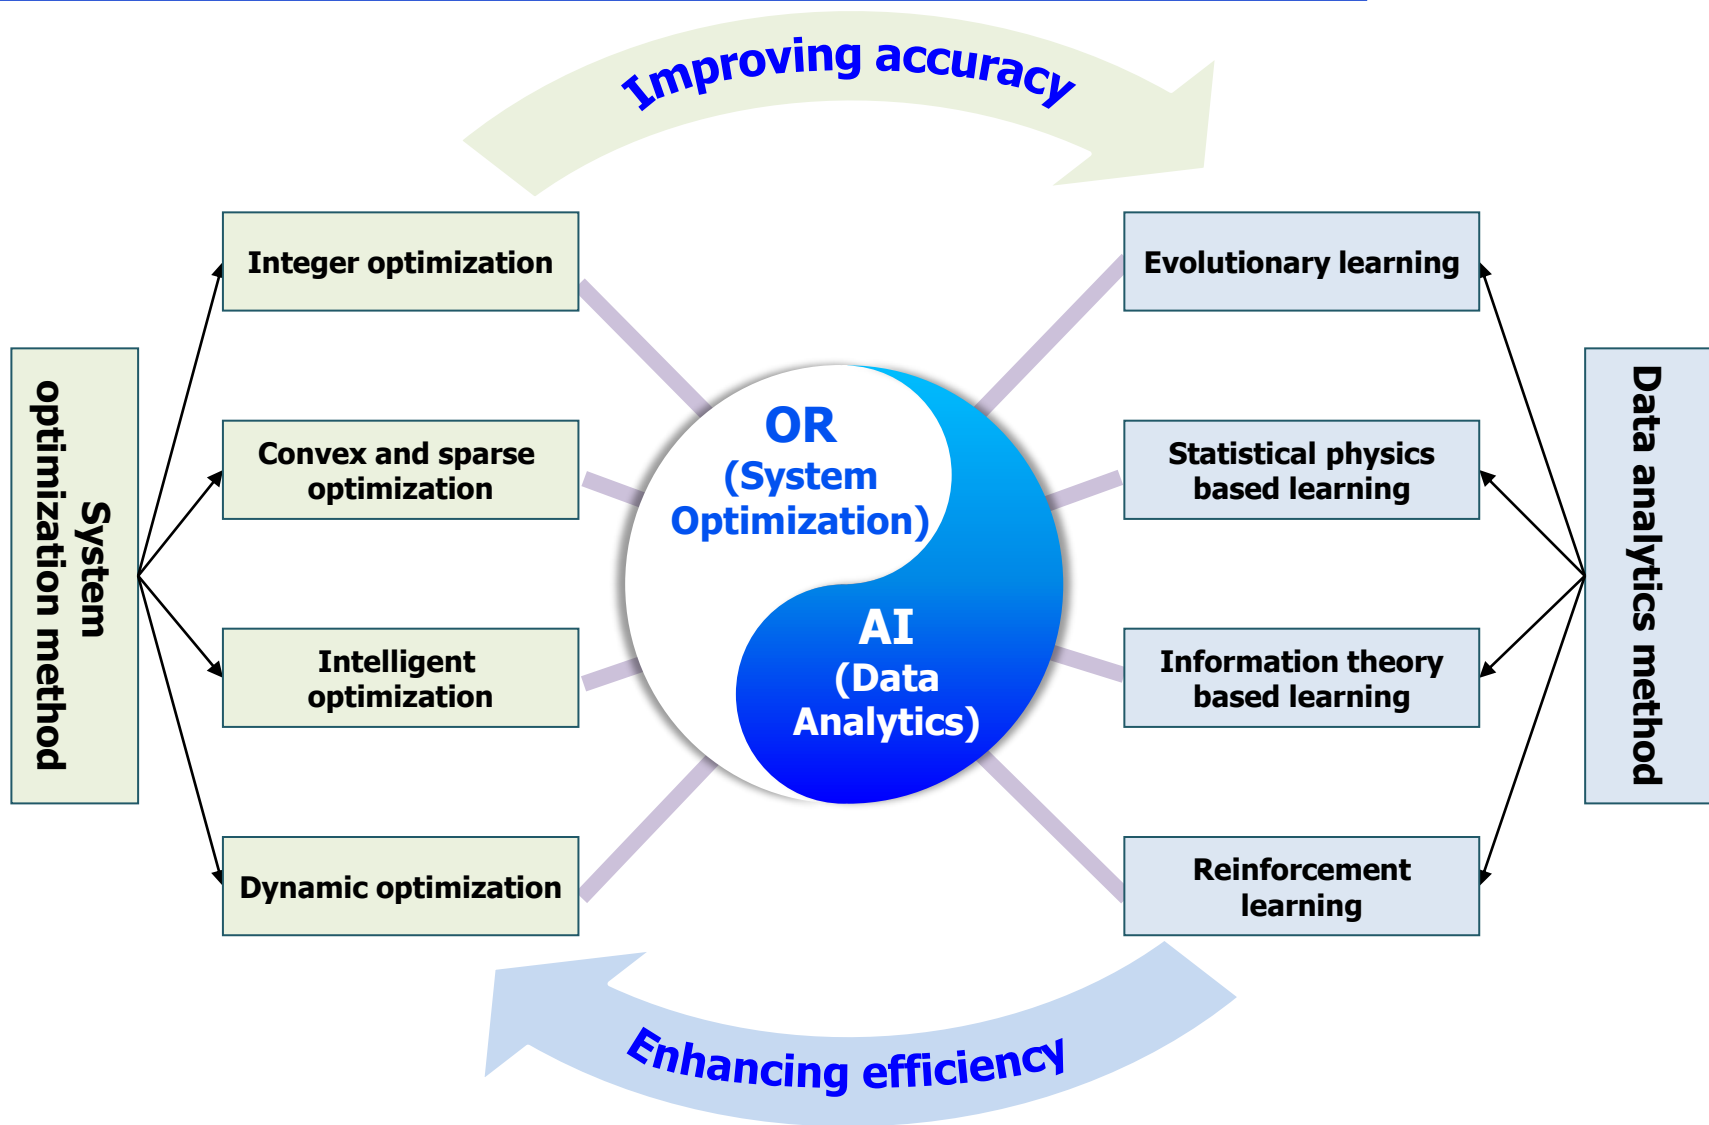 Improving accuracy
System
optimization method
Integer optimization
Convex and sparse
optimization
Intelligent
optimization
Dynamic optimization
OR
(System
Optimization)
AI
(Data
Analytics)
Evolutionary learning
Statistical physics
based learning
Information theory
based learning
Reinforcement
learning
Data analytics method
Enhancing efficiency